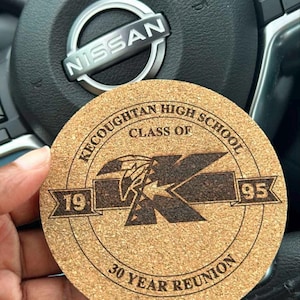 NISSAN
KECOUGHTAN HIGH SCHOOL
CLASS OF
K
19 95
30 YEAR REUNION